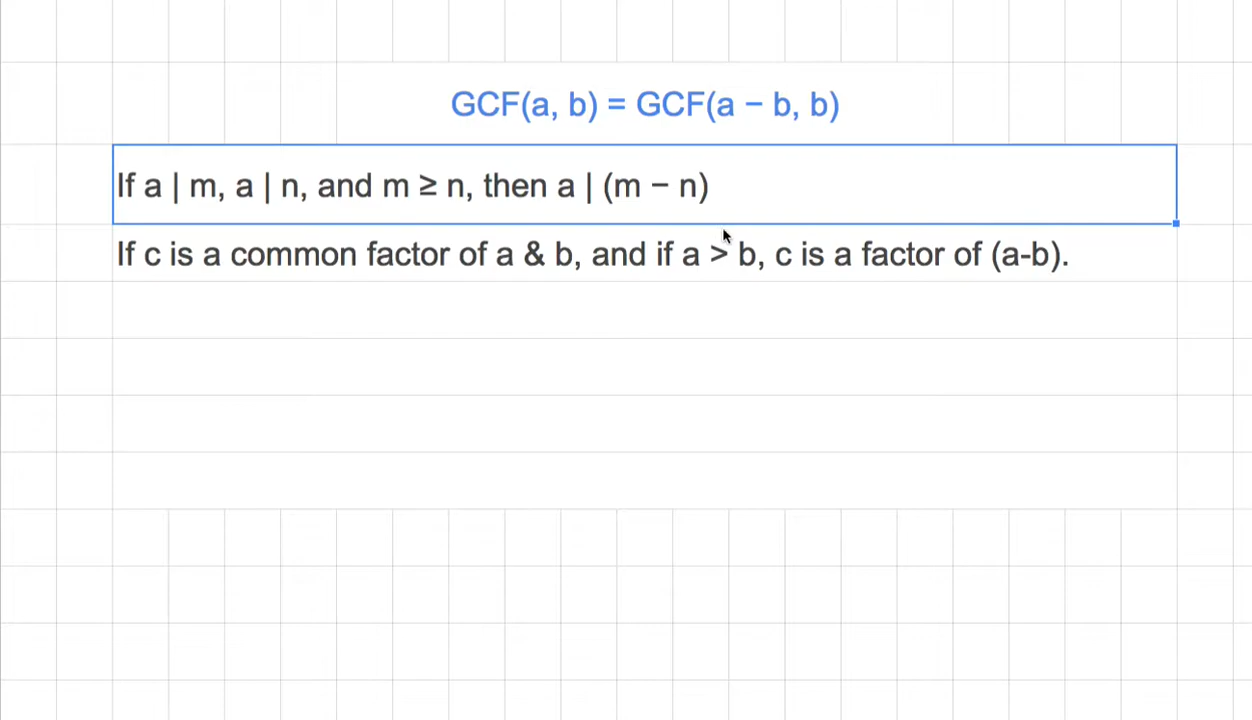 GCF(a, b) = GCF(a − b, b)
If a | m, a | n, and m ≥ n, then a | (m − n)
If c is a common factor of a & b, and if a > b, c is a factor of (a-b).